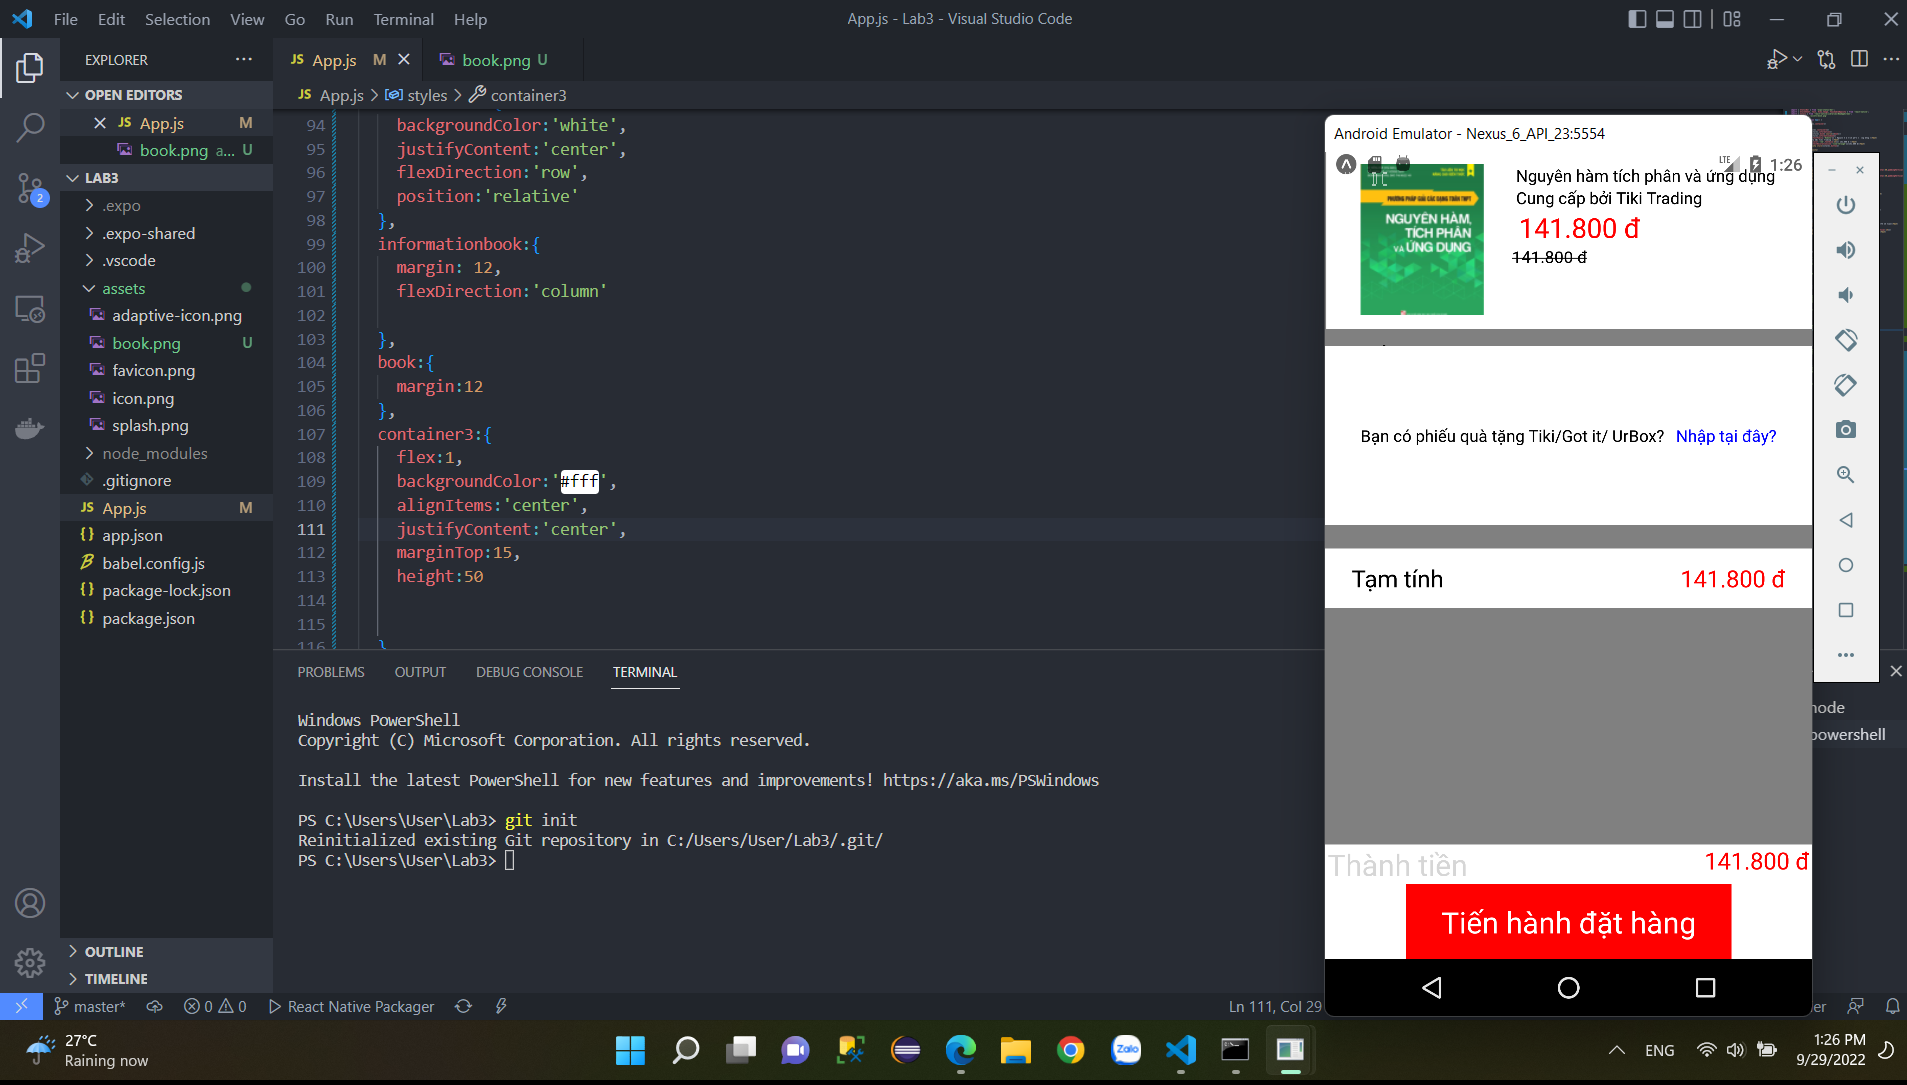 File Edit Selection View Go Run Terminal Help
App.js - Lab3 - Visual Studio Code
EXPLORER
OPEN EDITORS
JS App.js M
book.png a... U
LAB3
.expo
.expo-shared
.vscode
assets
adaptive-icon.png
book.png U
favicon.png
icon.png
splash.png
node_modules
.gitignore
JS App.js M
{} app.json
babel.config.js
{} package-lock.json
{} package.json
OUTLINE
TIMELINE
2
JS App.js M
book.png U
JS App.js > styles > container3
94 backgroundColor:'white',
95 justifyContent:'center',
96 flexDirection:'row',
97 position:'relative'
98 },
99 informationbook:{
100 margin: 12,
101 flexDirection:'column'
102
103 },
104 book:{
105 margin:12
106 },
107 container3:{
108 flex:1,
109 backgroundColor:'#fff',
110 alignItems:'center',
111 justifyContent:'center',
112 marginTop:15,
113 height:50
114
115
116 }
PROBLEMS OUTPUT DEBUG CONSOLE TERMINAL
Windows PowerShell
Copyright (C) Microsoft Corporation. All rights reserved.
Install the latest PowerShell for new features and improvements! https://aka.ms/PSWindows
PS C:\Users\User\Lab3> git init
Reinitialized existing Git repository in C:/Users/User/Lab3/.git/
PS C:\Users\User\Lab3>
powershell
Android Emulator - Nexus_6_API_23:5554
LTE 1:26
PHƯƠNG PHÁP GIẢI CÁC DẠNG TOÁN THPT
NGUYÊN HÀM,
TÍCH PHÂN
VÀ ỨNG DỤNG
Nguyên hàm tích phân và ứng dụng
Cung cấp bởi Tiki Trading
141.800 đ
141.800 đ
Bạn có phiếu quà tặng Tiki/Got it/ UrBox? Nhập tại đây?
Tạm tính 141.800 đ
Thành tiền 141.800 đ
Tiến hành đặt hàng
master* 0 0 React Native Packager
Ln 111, Col 29
27°C
Raining now
Zalo
ENG
1:26 PM
9/29/2022